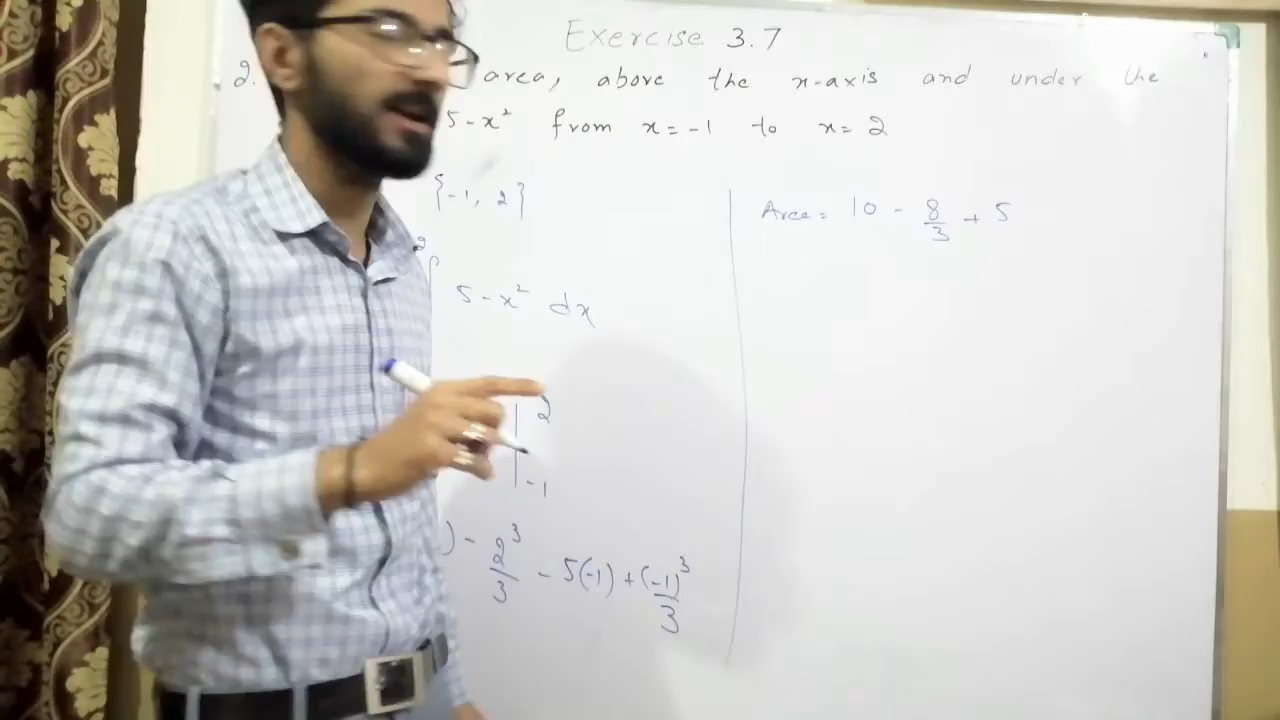 Exercise 3.7
2. area, above the x-axis and under the
5-x² from x=-1 to x=2
{-1, 2}
2
∫ 5-x² dx
| 2
-1
) - 2³/3 - 5(-1) + (-1)³/3
Area = 10 - 8/3 + 5